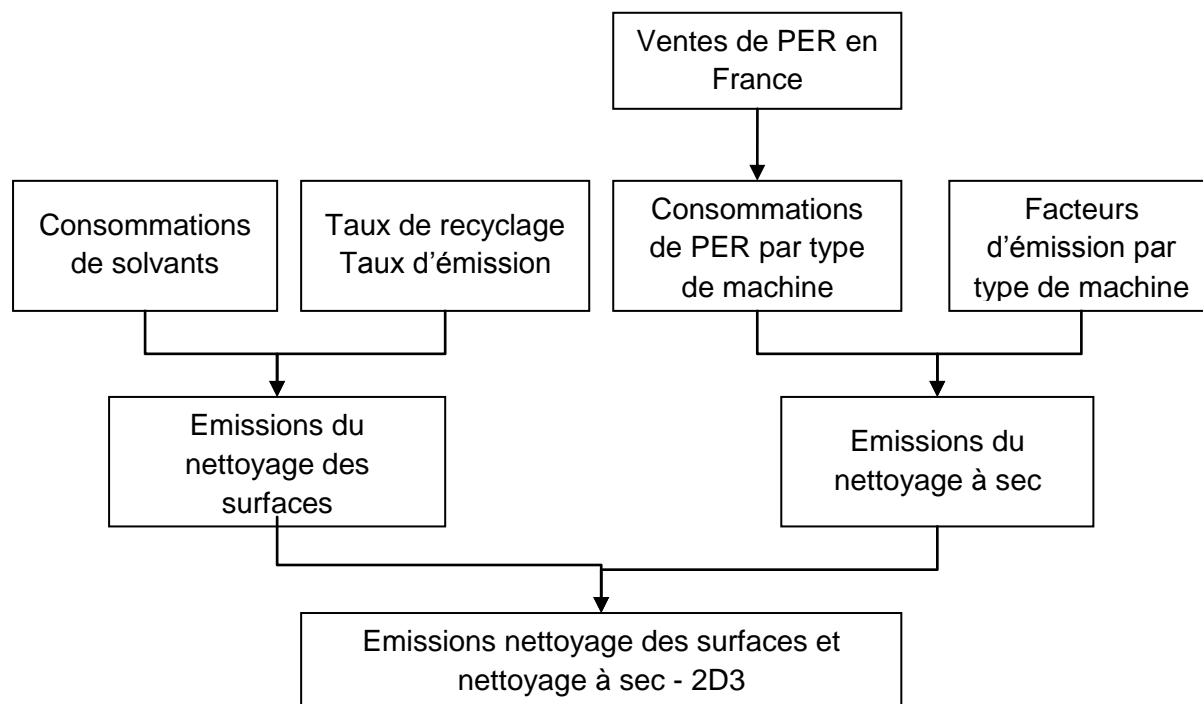 Ventes de PER en
France
Consommations
de solvants
Taux de recyclage
Taux d'émission
Consommations
de PER par type
de machine
Facteurs
d'émission par
type de machine
Emissions du
nettoyage des
surfaces
Emissions du
nettoyage à sec
Emissions nettoyage des surfaces et
nettoyage à sec - 2D3